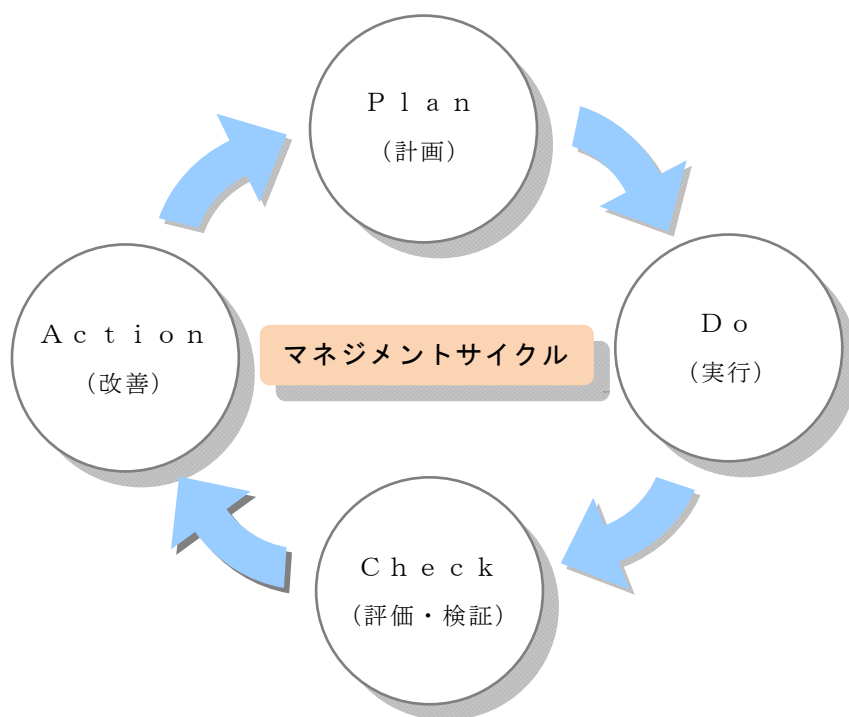 Ｐｌａｎ
（計画）
Ｄｏ
（実行）
Ｃｈｅｃｋ
（評価・検証）
Ａｃｔｉｏｎ
（改善）
マネジメントサイクル